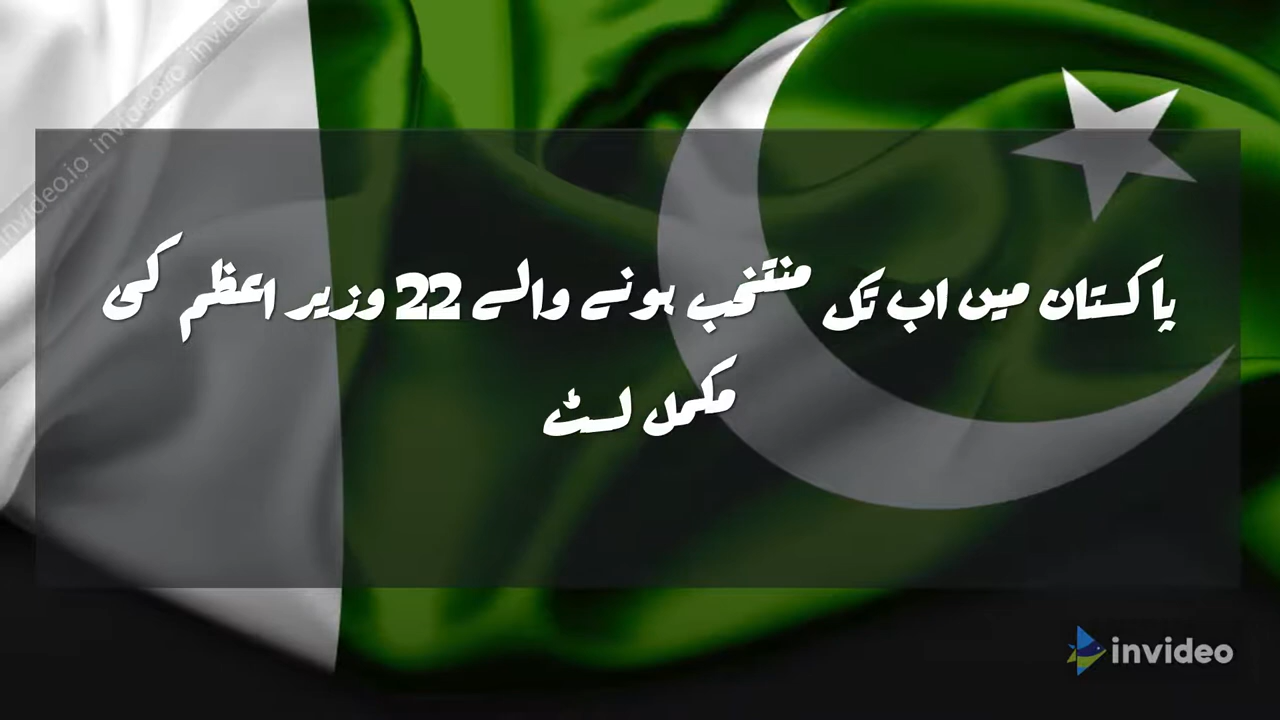 invideo.io invideo.io invideo
پاکستان میں اب تک منتخب ہونے والے 22 وزیر اعظم کی
مکمل لسٹ
invideo